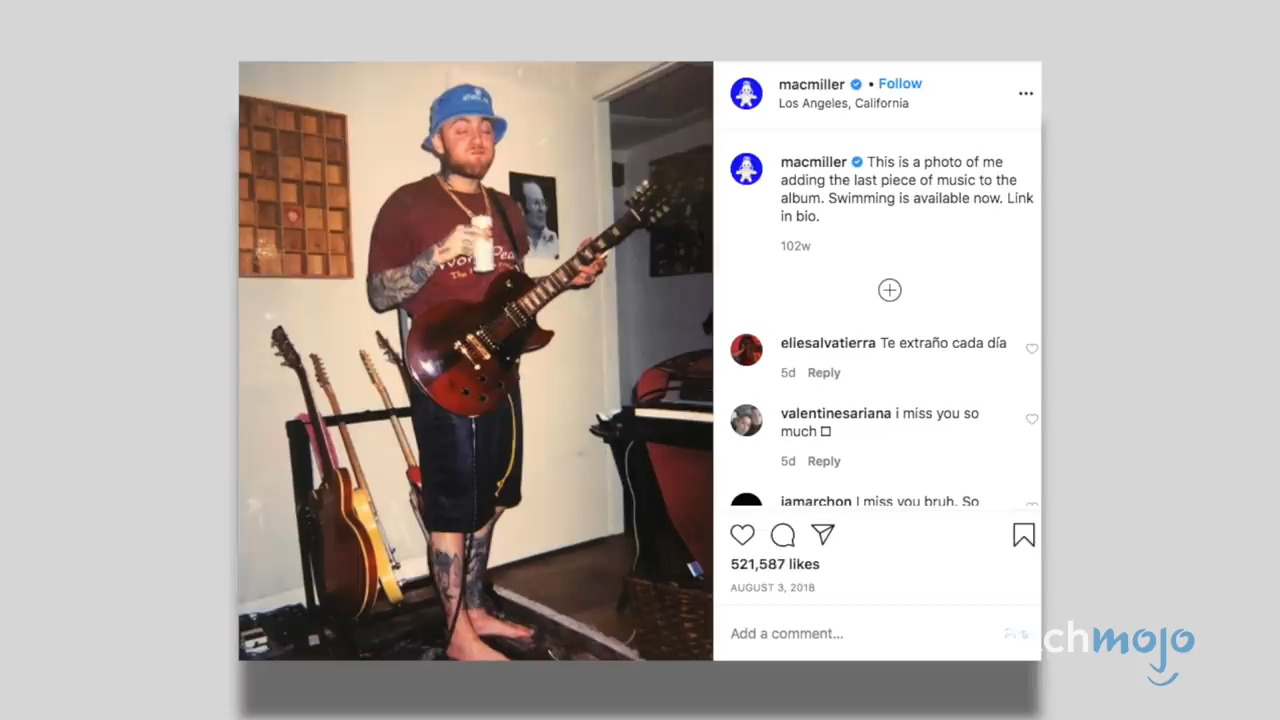 macmiller • Follow
Los Angeles, California
macmiller This is a photo of me
adding the last piece of music to the
album. Swimming is available now. Link
in bio.
102w
eliesalvatierra Te extraño cada día
5d Reply
valentinesariana i miss you so
much
5d Reply
iamarchon I miss you bruh. So
521,587 likes
AUGUST 3, 2018
Add a comment...
chmojo